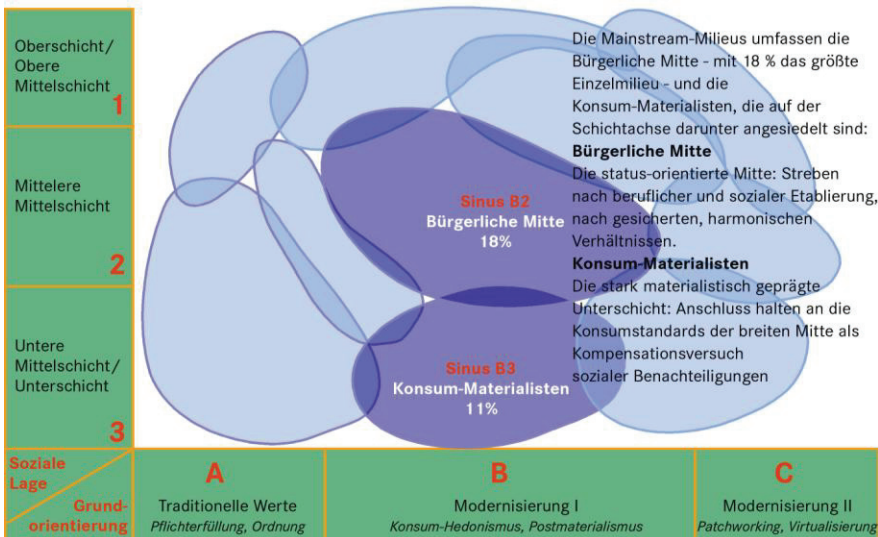 Oberschicht/
Obere
Mittelschicht
1
Mittelere
Mittelschicht
2
Untere
Mittelschicht/
Unterschicht
3
Die Mainstream-Milieus umfassen die
Bürgerliche Mitte - mit 18 % das größte
Einzelmilieu - und die
Konsum-Materialisten, die auf der
Schichtachse darunter angesiedelt sind:
Bürgerliche Mitte
Die status-orientierte Mitte: Streben
nach beruflicher und sozialer Etablierung,
nach gesicherten, harmonischen
Verhältnissen.
Konsum-Materialisten
Die stark materialistisch geprägte
Unterschicht: Anschluss halten an die
Konsumstandards der breiten Mitte als
Kompensationsversuch
sozialer Benachteiligungen
Sinus B2
Bürgerliche Mitte
18%
Sinus B3
Konsum-Materialisten
11%
Soziale
Lage
Grund-
orientierung
A
Traditionelle Werte
Pflichterfüllung, Ordnung
B
Modernisierung I
Konsum-Hedonismus, Postmaterialismus
C
Modernisierung II
Patchworking, Virtualisierung